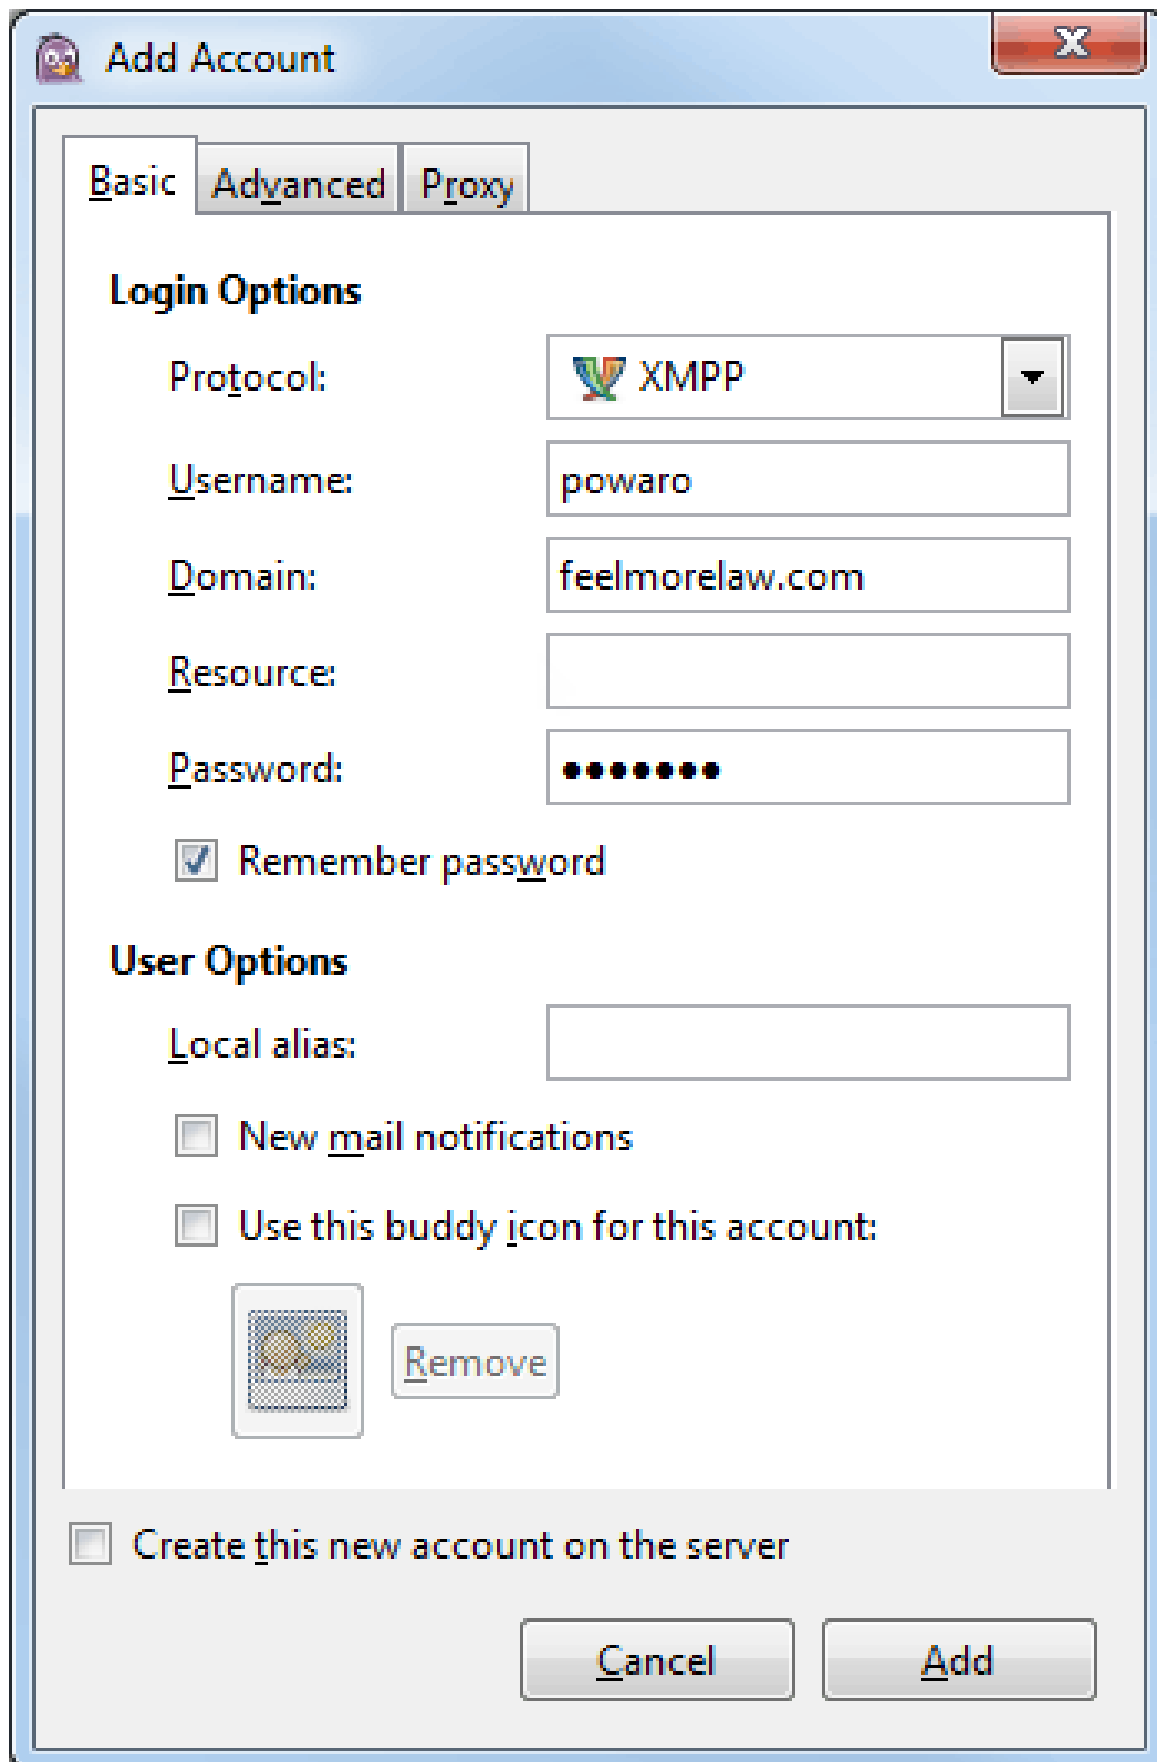 Add Account
Basic Advanced Proxy
Login Options
Protocol: XMPP
Username: powaro
Domain: feelmorelaw.com
Resource:
Password: •••••••
Remember password
User Options
Local alias:
New mail notifications
Use this buddy icon for this account:
Remove
Create this new account on the server
Cancel Add